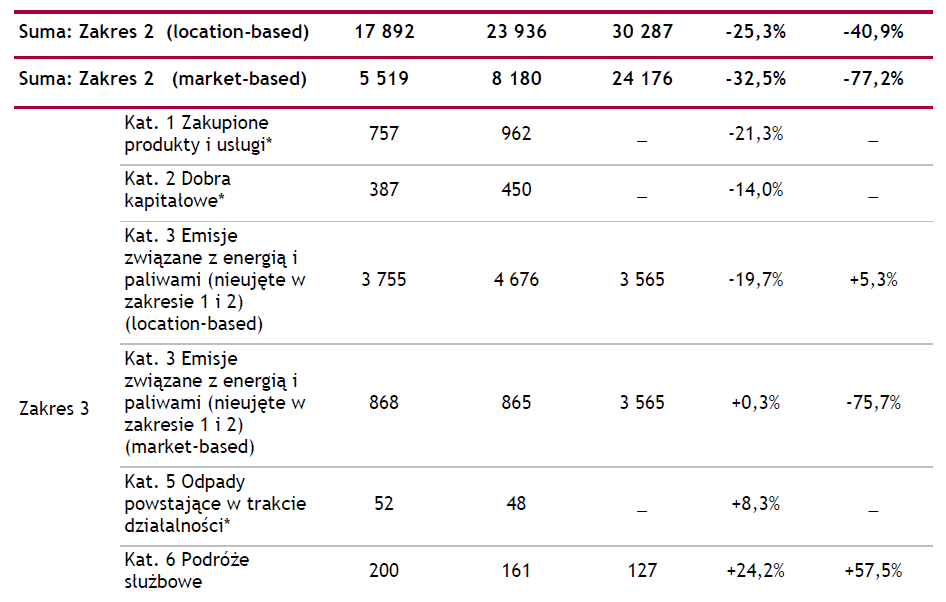 Suma: Zakres 2 (location-based) 17 892 23 936 30 287 -25,3% -40,9%
Suma: Zakres 2 (market-based) 5 519 8 180 24 176 -32,5% -77,2%
Zakres 3
Kat. 1 Zakupione
produkty i usługi* 757 962 _ -21,3% _
Kat. 2 Dobra
kapitałowe* 387 450 _ -14,0% _
Kat. 3 Emisje
związane z energią i
paliwami (nieujęte w 3 755 4 676 3 565 -19,7% +5,3%
zakresie 1 i 2)
(location-based)
Kat. 3 Emisje
związane z energią i
paliwami (nieujęte w 868 865 3 565 +0,3% -75,7%
zakresie 1 i 2)
(market-based)
Kat. 5 Odpady
powstające w trakcie 52 48 _ +8,3% _
działalności*
Kat. 6 Podróże
służbowe 200 161 127 +24,2% +57,5%